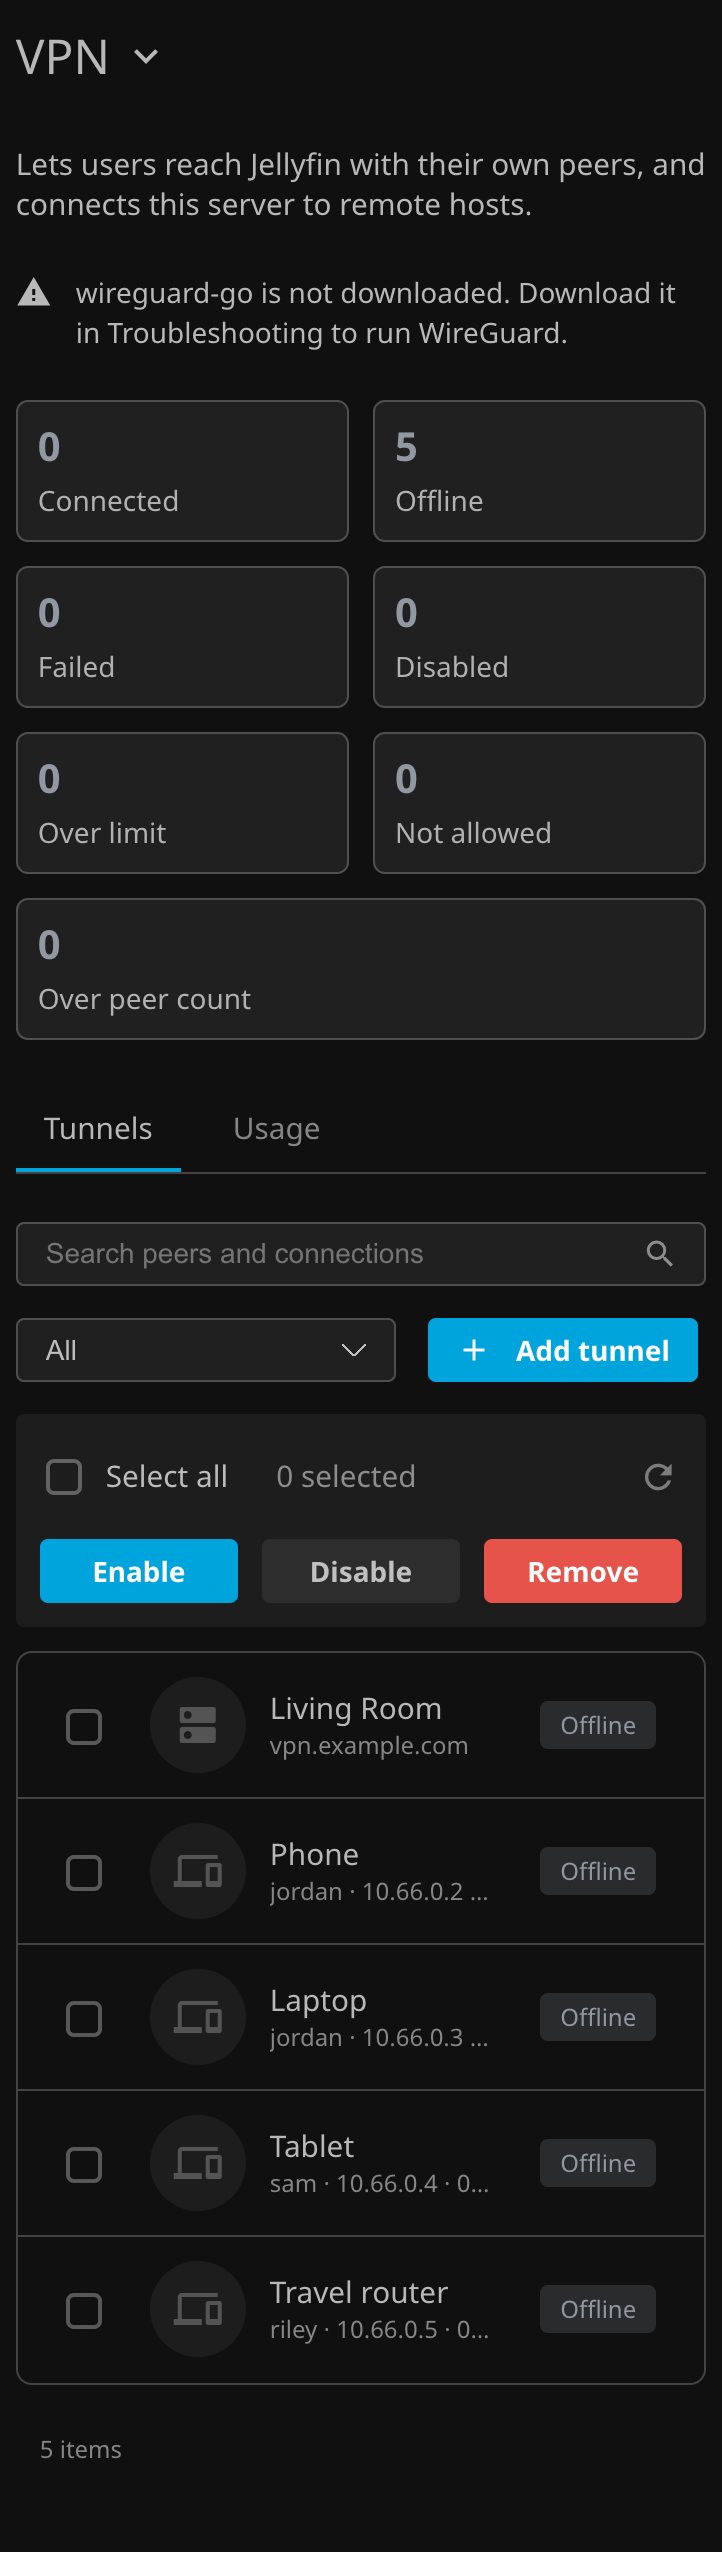 VPN
Lets users reach Jellyfin with their own peers, and
connects this server to remote hosts.
wireguard-go is not downloaded. Download it
in Troubleshooting to run WireGuard.
0
Connected
5
Offline
0
Failed
0
Disabled
0
Over limit
0
Not allowed
0
Over peer count
Tunnels
Usage
Search peers and connections
All
Add tunnel
Select all
0 selected
Enable
Disable
Remove
Living Room
vpn.example.com
Offline
Phone
jordan · 10.66.0.2 ...
Offline
Laptop
jordan · 10.66.0.3 ...
Offline
Tablet
sam · 10.66.0.4 · 0...
Offline
Travel router
riley · 10.66.0.5 · 0...
Offline
5 items